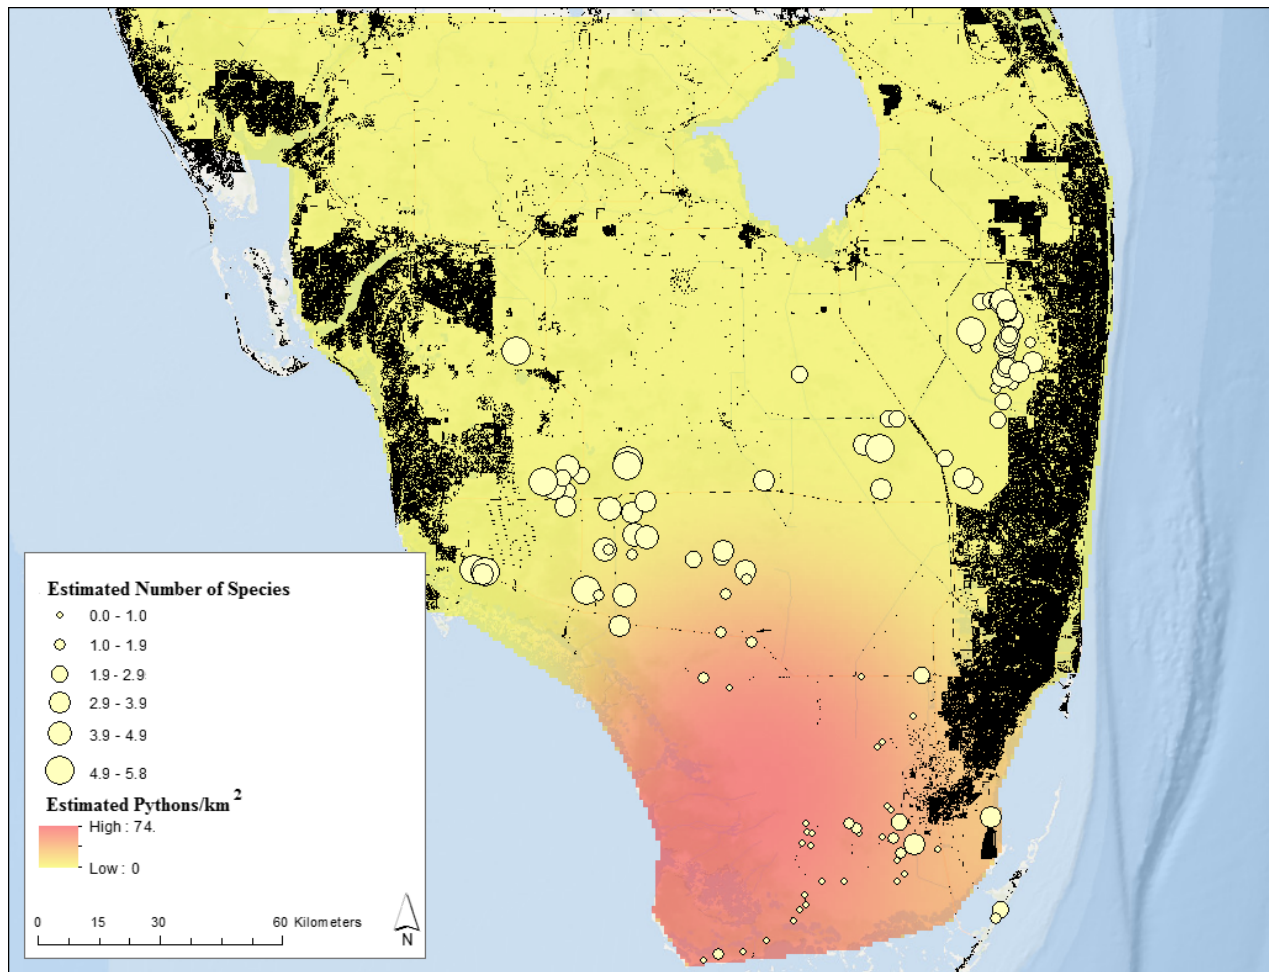 Estimated Number of Species
0.0 - 1.0
1.0 - 1.9
1.9 - 2.9
2.9 - 3.9
3.9 - 4.9
4.9 - 5.8
Estimated Pythons/km²
High : 74.
Low : 0
0 15 30 60 Kilometers
N